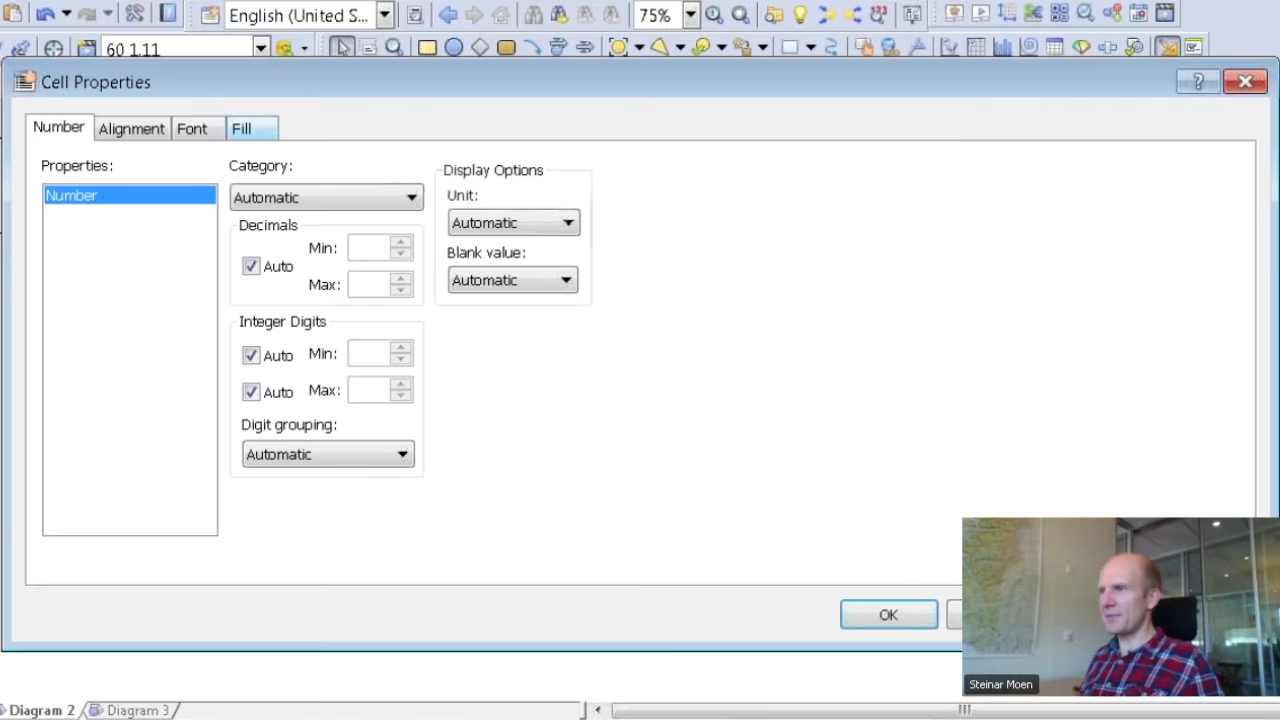 English (United S...
75%
60 1.11
Cell Properties
Number
Alignment
Font
Fill
Properties:
Number
Category:
Automatic
Decimals
Auto
Min:
Max:
Integer Digits
Auto
Min:
Auto
Max:
Digit grouping:
Automatic
Display Options
Unit:
Automatic
Blank value:
Automatic
OK
Steinar Moen
Diagram 2
Diagram 3